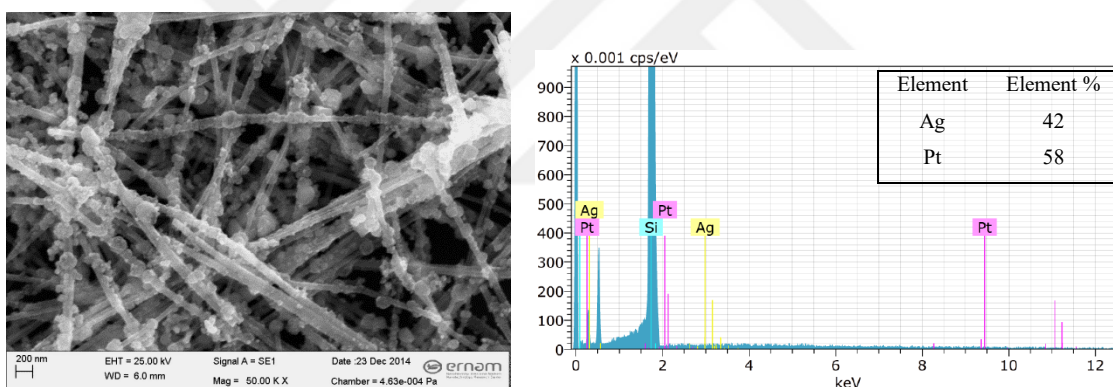 200 nm
EHT = 25.00 kV
Signal A = SE1
Date :23 Dec 2014
WD = 6.0 mm
Mag = 50.00 K X
Chamber = 4.63e-004 Pa
ernam
x 0.001 cps/eV
Element Element %
Ag 42
Pt 58
900
800
700
600
500
400
300
200
100
0
Ag
Pt
Si
Pt
Ag
Pt
0 2 4 6 8 10 12
keV